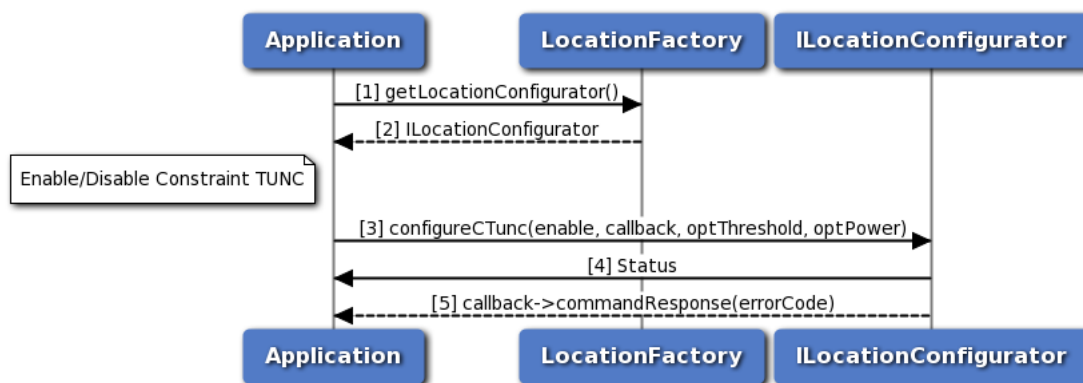 Application LocationFactory ILocationConfigurator
[1] getLocationConfigurator()
[2] ILocationConfigurator
Enable/Disable Constraint TUNC
[3] configureCTunc(enable, callback, optThreshold, optPower)
[4] Status
[5] callback->commandResponse(errorCode)
Application LocationFactory ILocationConfigurator